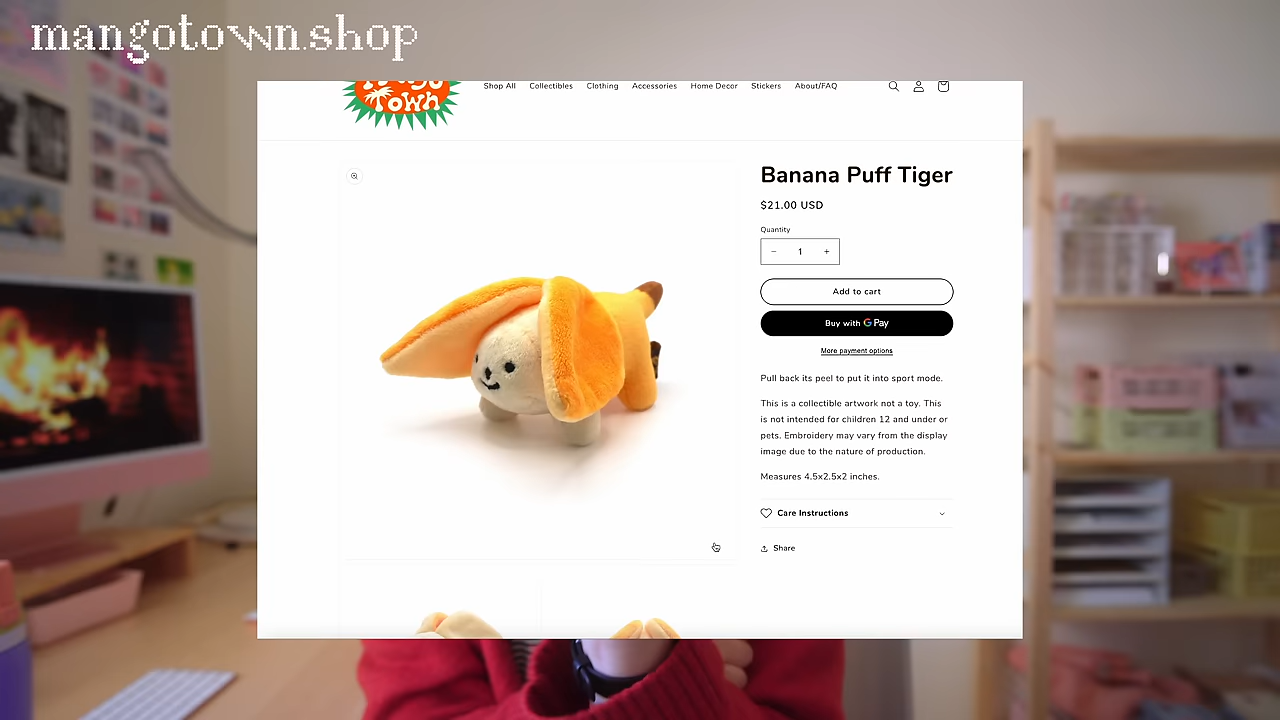 mangotown.shop
Town
Shop All Collectibles Clothing Accessories Home Decor Stickers About/FAQ
Banana Puff Tiger
$21.00 USD
Quantity
− 1 +
Add to cart
Buy with G Pay
More payment options
Pull back its peel to put it into sport mode.
This is a collectible artwork not a toy. This
is not intended for children 12 and under or
pets. Embroidery may vary from the display
image due to the nature of production.
Measures 4.5x2.5x2 inches.
Care Instructions
Share